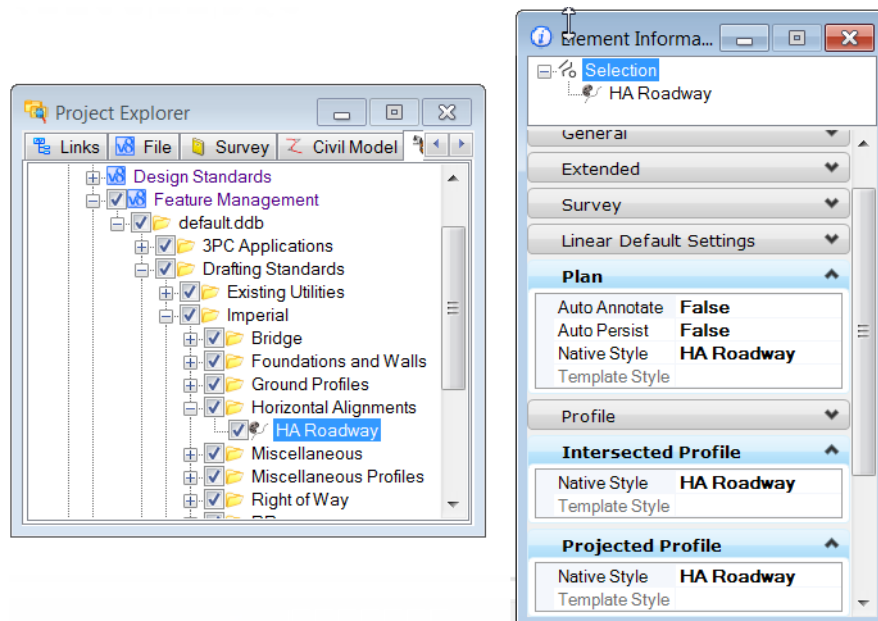 Project Explorer
Links File Survey Civil Model
Design Standards
Feature Management
default.ddb
3PC Applications
Drafting Standards
Existing Utilities
Imperial
Bridge
Foundations and Walls
Ground Profiles
Horizontal Alignments
HA Roadway
Miscellaneous
Miscellaneous Profiles
Right of Way
Element Informa...
Selection
HA Roadway
General
Extended
Survey
Linear Default Settings
Plan
Auto Annotate False
Auto Persist False
Native Style HA Roadway
Template Style
Profile
Intersected Profile
Native Style HA Roadway
Template Style
Projected Profile
Native Style HA Roadway
Template Style